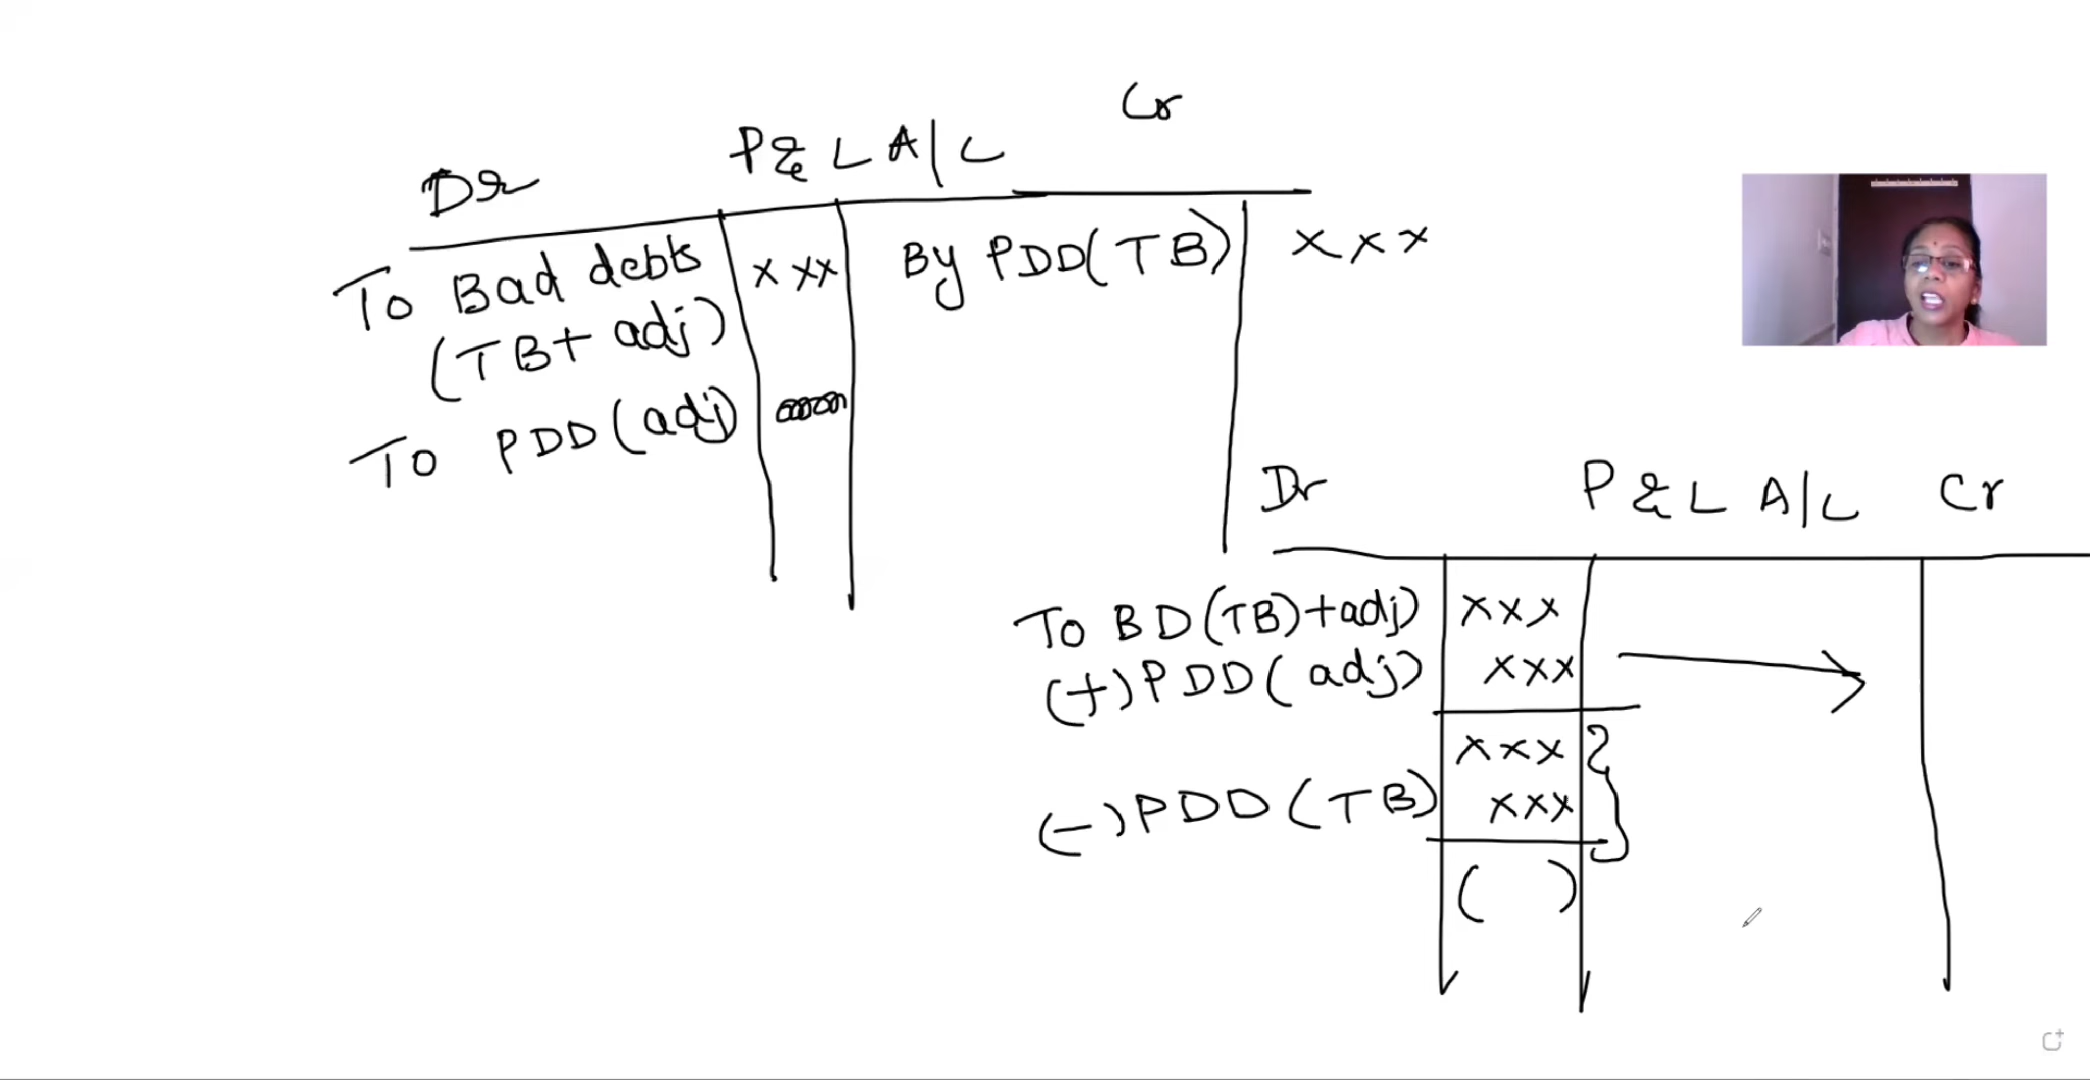 Dr P & L A/C Cr
To Bad debts xxx By PDD(TB) xxx
(TB+ adj)
To PDD(adj)
Dr P & L A/C Cr
To BD(TB)+adj) xxx
(+)PDD(adj) xxx
xxx
(-)PDD(TB) xxx
( )